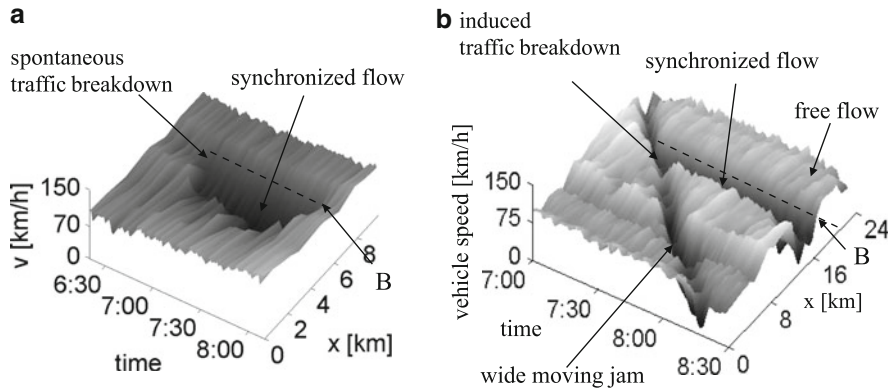 a
spontaneous
traffic breakdown
synchronized flow
v [km/h]
150
70
0
6:30
7:00
7:30
8:00
time
0
2
4
6
8
x [km]
B
b
induced
traffic breakdown
synchronized flow
free flow
vehicle speed [km/h]
150
75
0
7:00
7:30
8:00
8:30
time
0
8
16
24
x [km]
B
wide moving jam